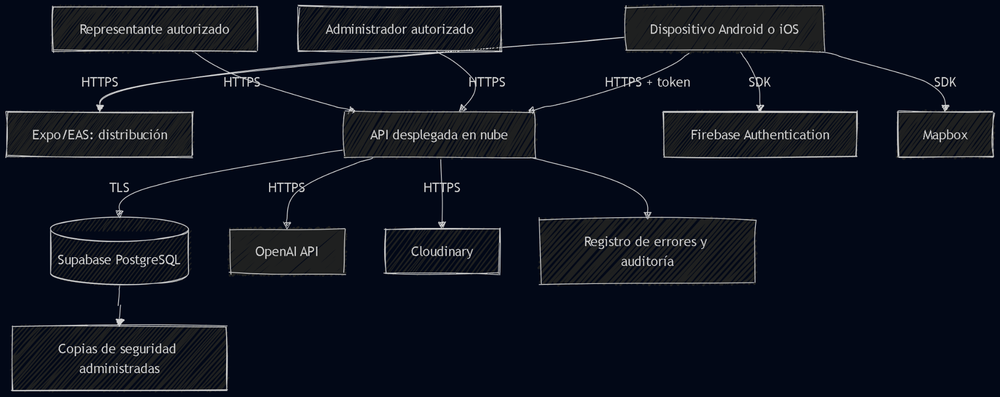 Representante autorizado
Administrador autorizado
Dispositivo Android o iOS
HTTPS
HTTPS
HTTPS
HTTPS + token
SDK
SDK
Expo/EAS: distribución
API desplegada en nube
Firebase Authentication
Mapbox
TLS
HTTPS
HTTPS
Supabase PostgreSQL
OpenAI API
Cloudinary
Registro de errores y
auditoría
Copias de seguridad
administradas